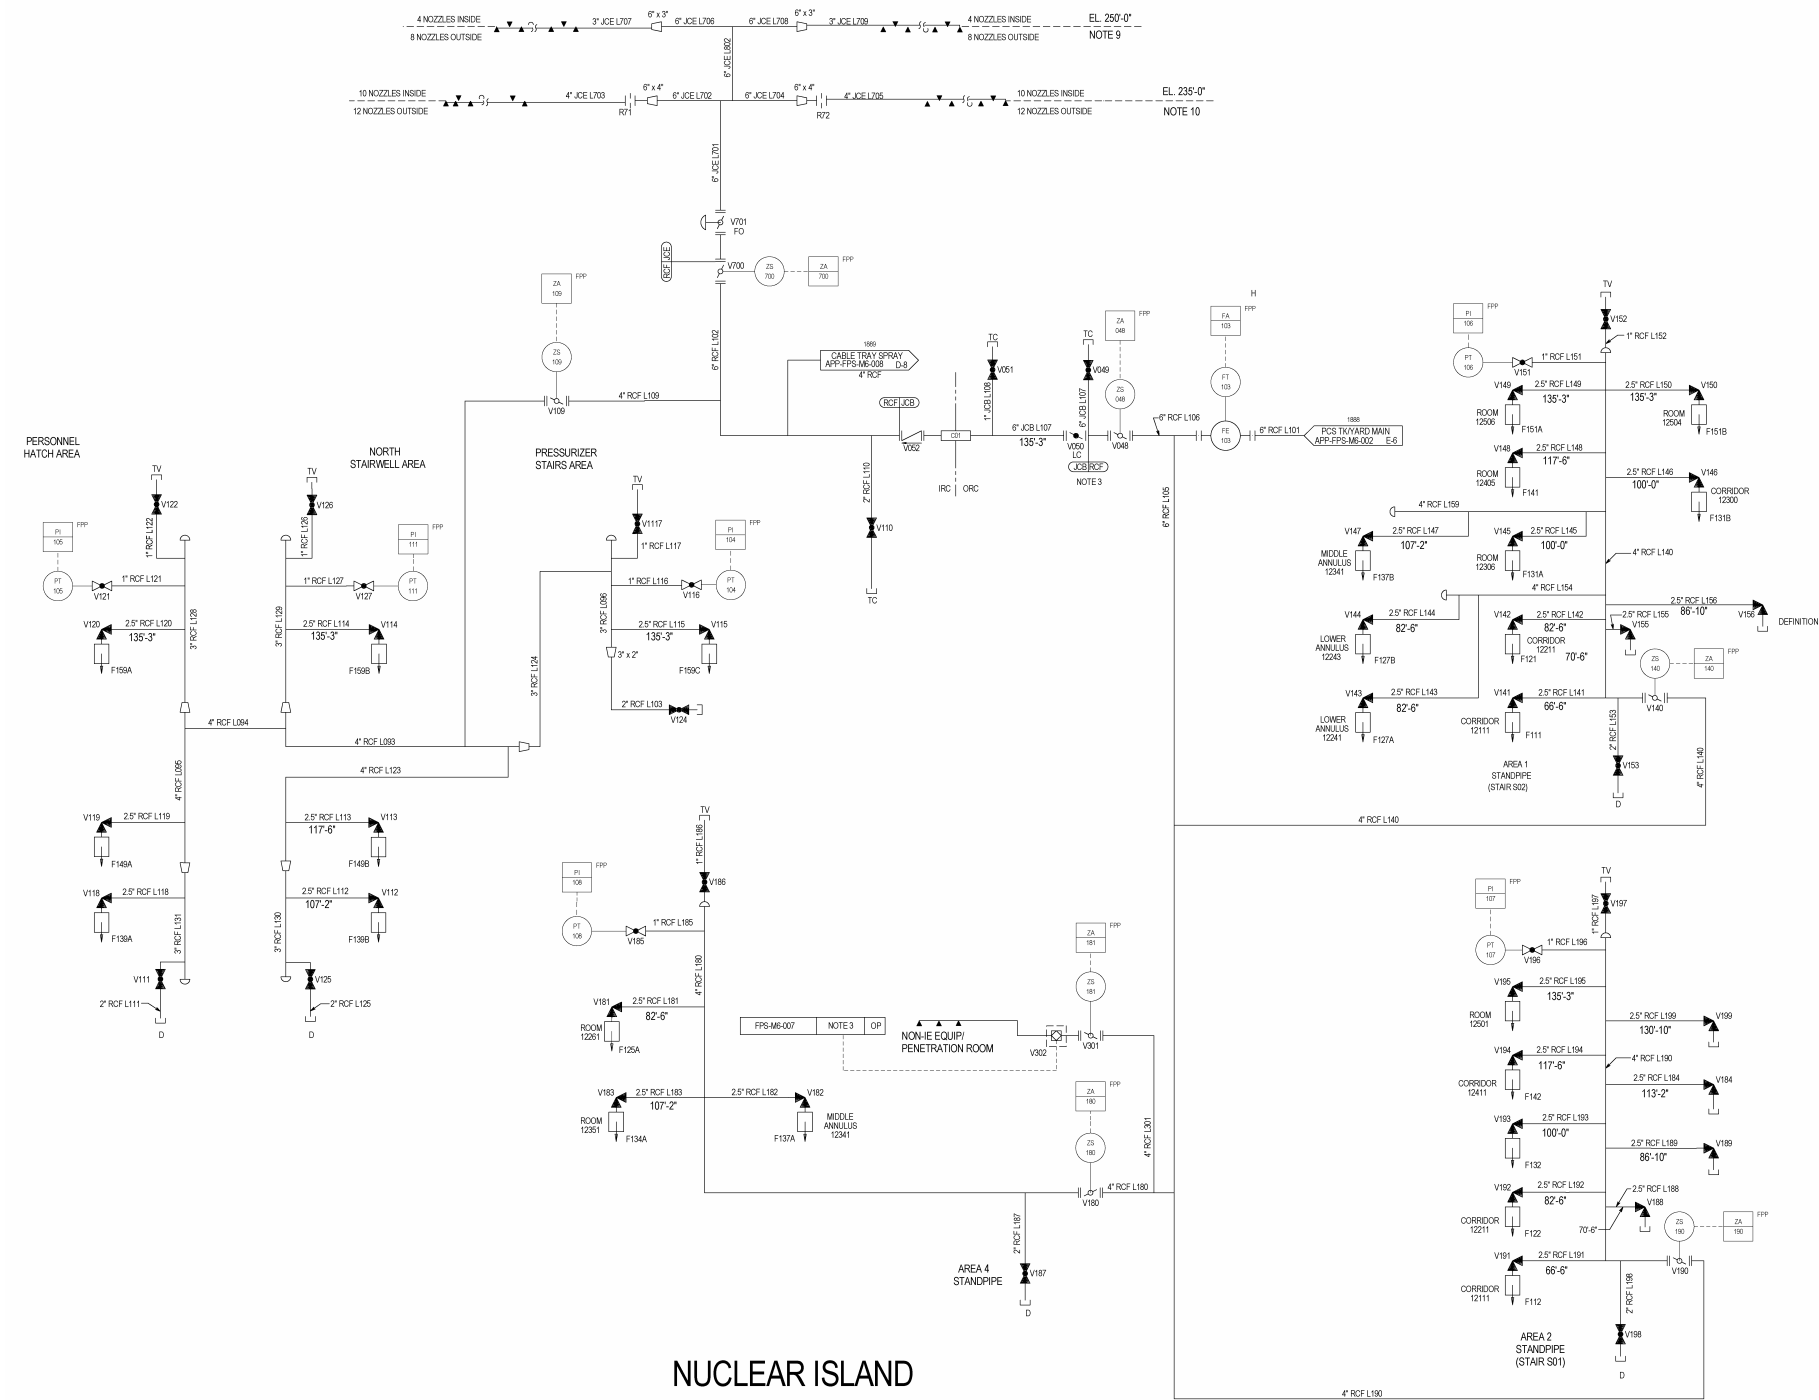 4 NOZZLES INSIDE
8 NOZZLES OUTSIDE
3" JCE L707
6" x 3"
6" JCE L706
6" JCE L708
6" x 3"
3" JCE L709
4 NOZZLES INSIDE
8 NOZZLES OUTSIDE
EL. 250'-0"
NOTE 9
6" JCE L802
10 NOZZLES INSIDE
12 NOZZLES OUTSIDE
4" JCE L703
6" x 4"
R71
6" JCE L702
6" JCE L704
6" x 4"
R72
4" JCE L705
10 NOZZLES INSIDE
12 NOZZLES OUTSIDE
EL. 235'-0"
NOTE 10
6" JCE L701
V701
FO
RCF JCE
V700
ZS
700
ZA
700
FPP
6" RCF L102
ZA
109
FPP
ZS
109
V109
4" RCF L109
1889
CABLE TRAY SPRAY
APP-FPS-M6-008 D-8
4" RCF
RCF JCB
V052
C01
IRC
ORC
TC
V051
1" JCB L108
6" JCB L107
135'-3"
TC
V049
6" JCB L107
V050
LC
JCB RCF
NOTE 3
ZA
048
FPP
ZS
048
V048
6" RCF L106
H
FA
103
FPP
FT
103
FE
103
6" RCF L101
1888
PCS TK/YARD MAIN
APP-FPS-M6-002 E-6
2" RCF L110
V110
TC
6" RCF L105
PERSONNEL
HATCH AREA
NORTH
STAIRWELL AREA
PRESSURIZER
STAIRS AREA
TV
V122
1" RCF L122
PI
105
FPP
PT
105
V121
1" RCF L121
V120
2.5" RCF L120
135'-3"
F159A
3" RCF L128
TV
V126
1" RCF L126
PI
111
FPP
PT
111
V127
1" RCF L127
3" RCF L129
2.5" RCF L114
135'-3"
V114
F159B
TV
V1117
1" RCF L117
PI
104
FPP
PT
104
V116
1" RCF L116
3" RCF L096
2.5" RCF L115
135'-3"
V115
F159C
3" x 2"
2" RCF L103
V124
3" RCF L124
4" RCF L094
4" RCF L093
4" RCF L123
4" RCF L095
V119
2.5" RCF L119
F149A
V118
2.5" RCF L118
F139A
3" RCF L131
V111
2" RCF L111
D
2.5" RCF L113
117'-6"
V113
F149B
2.5" RCF L112
107'-2"
V112
F139B
3" RCF L130
V125
2" RCF L125
D
TV
1" RCF L186
V186
PI
108
FPP
PT
108
V185
1" RCF L185
4" RCF L180
V181
2.5" RCF L181
82'-6"
ROOM
12261
F125A
V183
2.5" RCF L183
107'-2"
ROOM
12351
F134A
2.5" RCF L182
V182
F137A
MIDDLE
ANNULUS
12341
FPS-M6-007 NOTE 3 OP
NON-IE EQUIP/
PENETRATION ROOM
V302
V301
ZA
181
FPP
ZS
181
ZA
180
FPP
ZS
180
V180
4" RCF L180
4" RCF L301
2" RCF L187
V187
D
AREA 4
STANDPIPE
TV
V152
1" RCF L152
PI
106
FPP
PT
106
V151
1" RCF L151
V149
2.5" RCF L149
135'-3"
ROOM
12506
F151A
2.5" RCF L150
135'-3"
V150
ROOM
12504
F151B
V148
2.5" RCF L148
117'-6"
ROOM
12405
F141
2.5" RCF L146
100'-0"
V146
CORRIDOR
12300
F131B
4" RCF L159
V147
2.5" RCF L147
107'-2"
MIDDLE
ANNULUS
12341
F137B
V145
2.5" RCF L145
100'-0"
ROOM
12306
F131A
4" RCF L140
4" RCF L154
V144
2.5" RCF L144
82'-6"
LOWER
ANNULUS
12243
F127B
V142
2.5" RCF L142
82'-6"
CORRIDOR
12211
F121
2.5" RCF L156
86'-10"
V156
DEFINITION
2.5" RCF L155
V155
70'-6"
ZS
140
ZA
140
FPP
V143
2.5" RCF L143
82'-6"
LOWER
ANNULUS
12241
F127A
V141
2.5" RCF L141
66'-6"
CORRIDOR
12111
F111
V140
2" RCF L153
V153
D
4" RCF L140
AREA 1
STANDPIPE
(STAIR S02)
4" RCF L140
TV
1" RCF L197
V197
PI
107
FPP
PT
107
V196
1" RCF L196
V195
2.5" RCF L195
135'-3"
ROOM
12501
F151
2.5" RCF L199
130'-10"
V199
V194
2.5" RCF L194
117'-6"
CORRIDOR
12411
F142
4" RCF L190
2.5" RCF L184
113'-2"
V184
V193
2.5" RCF L193
100'-0"
F132
2.5" RCF L189
86'-10"
V189
V192
2.5" RCF L192
82'-6"
CORRIDOR
12211
F122
2.5" RCF L188
V188
70'-6"
ZS
190
ZA
190
FPP
V191
2.5" RCF L191
66'-6"
CORRIDOR
12111
F112
V190
2" RCF L198
V198
D
AREA 2
STANDPIPE
(STAIR S01)
4" RCF L190
NUCLEAR ISLAND